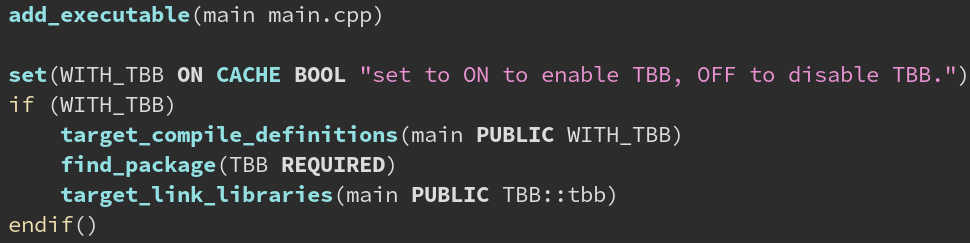 add_executable(main main.cpp)

set(WITH_TBB ON CACHE BOOL "set to ON to enable TBB, OFF to disable TBB.")
if (WITH_TBB)
    target_compile_definitions(main PUBLIC WITH_TBB)
    find_package(TBB REQUIRED)
    target_link_libraries(main PUBLIC TBB::tbb)
endif()